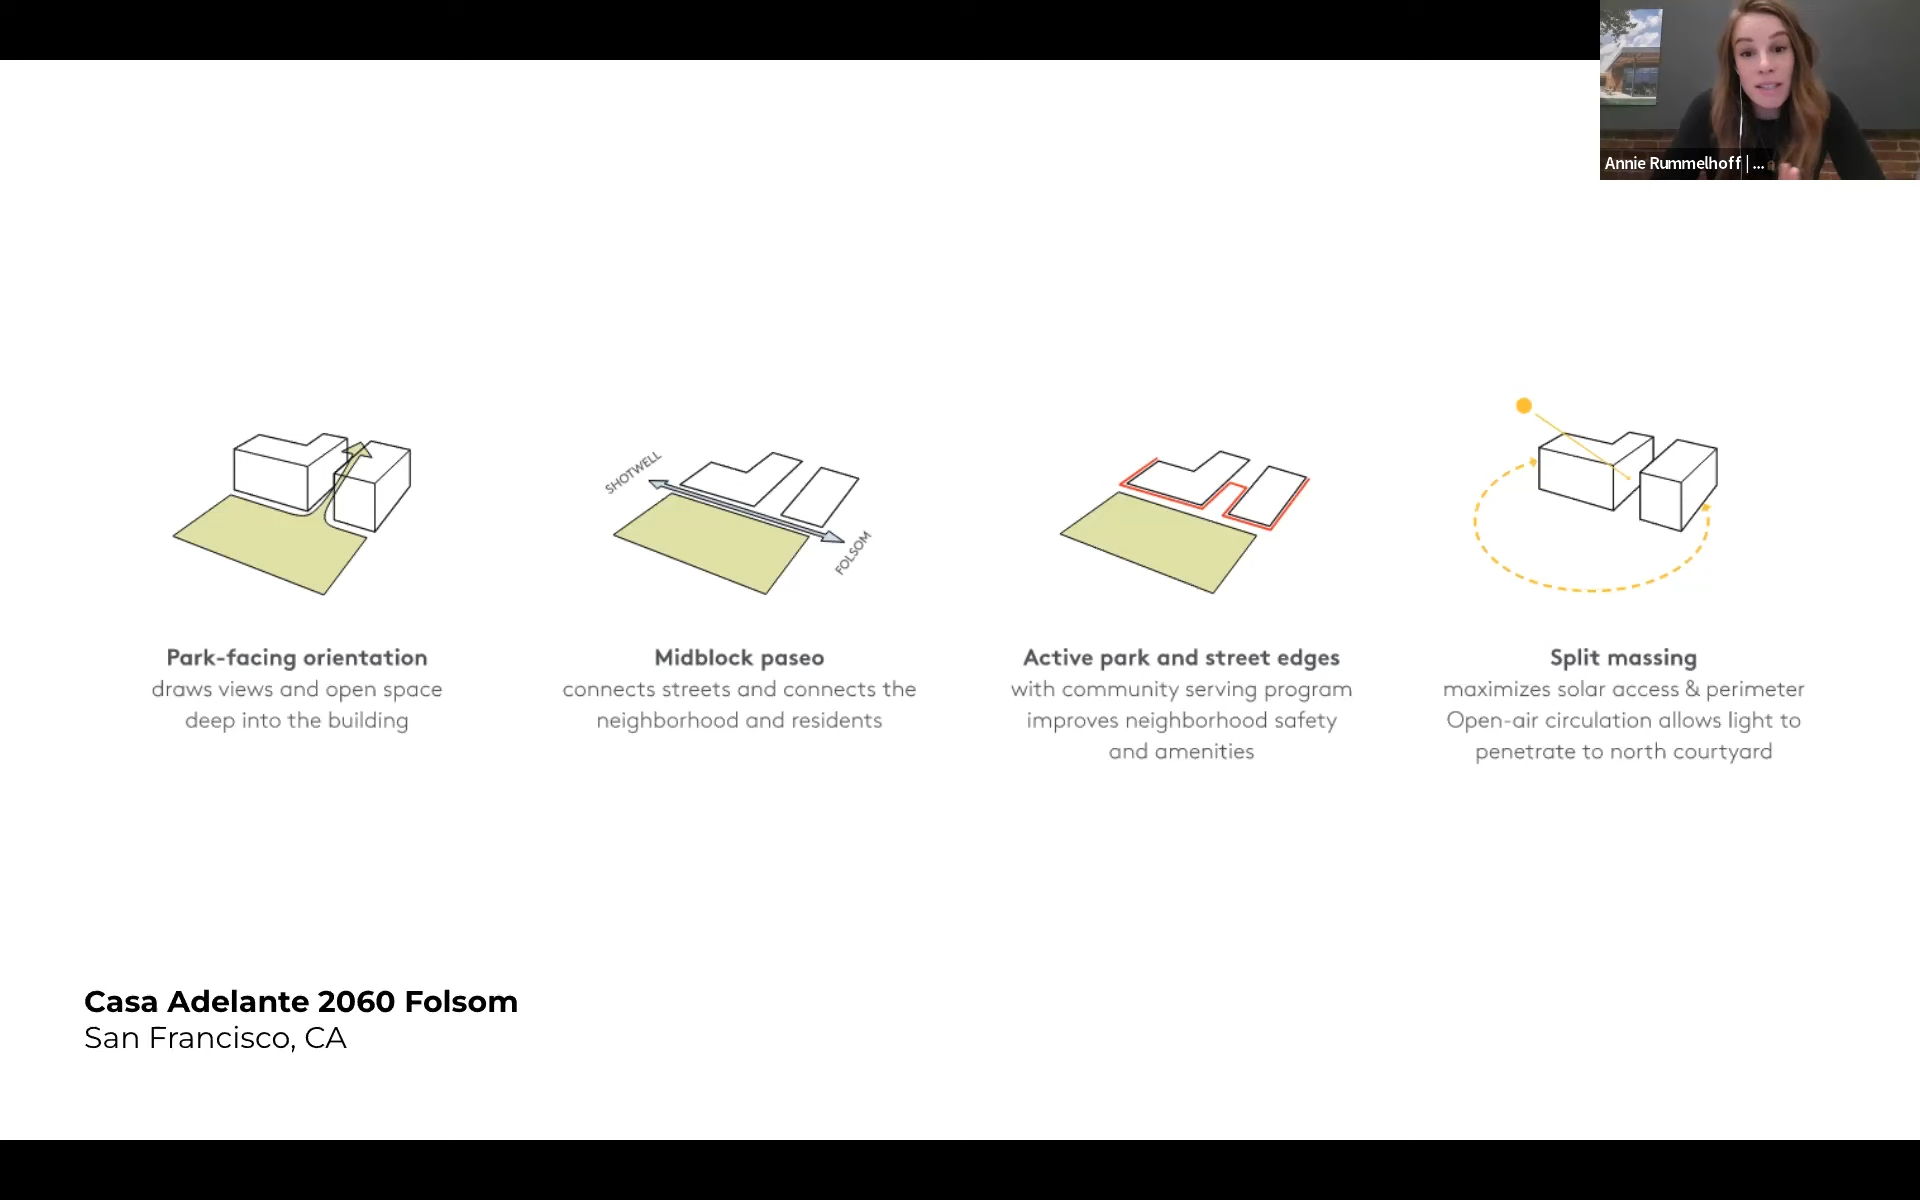 Annie Rummelhoff | ...
SHOTWELL
FOLSOM
Park-facing orientation
draws views and open space
deep into the building
Midblock paseo
connects streets and connects the
neighborhood and residents
Active park and street edges
with community serving program
improves neighborhood safety
and amenities
Split massing
maximizes solar access & perimeter
Open-air circulation allows light to
penetrate to north courtyard
Casa Adelante 2060 Folsom
San Francisco, CA